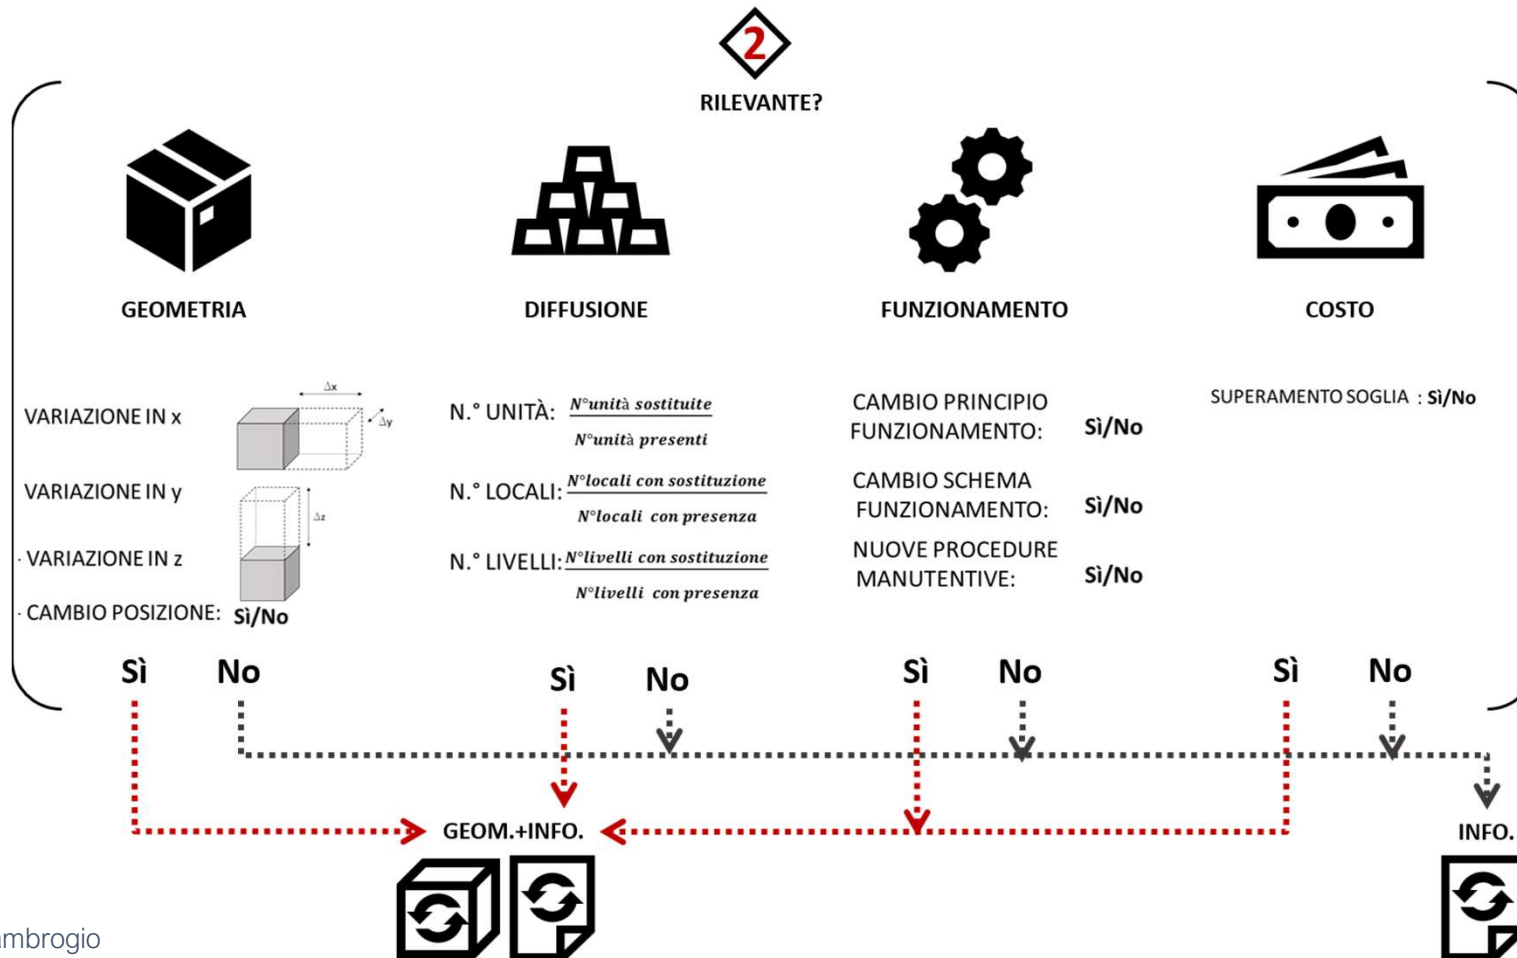 2
RILEVANTE?
GEOMETRIA
DIFFUSIONE
FUNZIONAMENTO
COSTO
VARIAZIONE IN x
Δx
Δy
VARIAZIONE IN y
Δz
· VARIAZIONE IN z
· CAMBIO POSIZIONE: Sì/No
N.° UNITÀ: N°unità sostituite
N°unità presenti
N.° LOCALI: N°locali con sostituzione
N°locali con presenza
N.° LIVELLI: N°livelli con sostituzione
N°livelli con presenza
CAMBIO PRINCIPIO
FUNZIONAMENTO: Sì/No
CAMBIO SCHEMA
FUNZIONAMENTO: Sì/No
NUOVE PROCEDURE
MANUTENTIVE: Sì/No
SUPERAMENTO SOGLIA : Sì/No
Sì No
Sì No
Sì No
Sì No
GEOM.+INFO.
INFO.
ambrogio